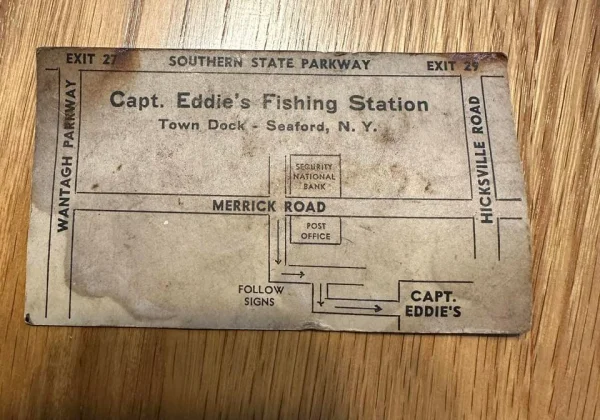 EXIT 27 SOUTHERN STATE PARKWAY EXIT 29
Capt. Eddie's Fishing Station
Town Dock - Seaford, N. Y.
WANTAGH PARKWAY
HICKSVILLE ROAD
SECURITY
NATIONAL
BANK
MERRICK ROAD
POST
OFFICE
FOLLOW
SIGNS
CAPT.
EDDIE'S